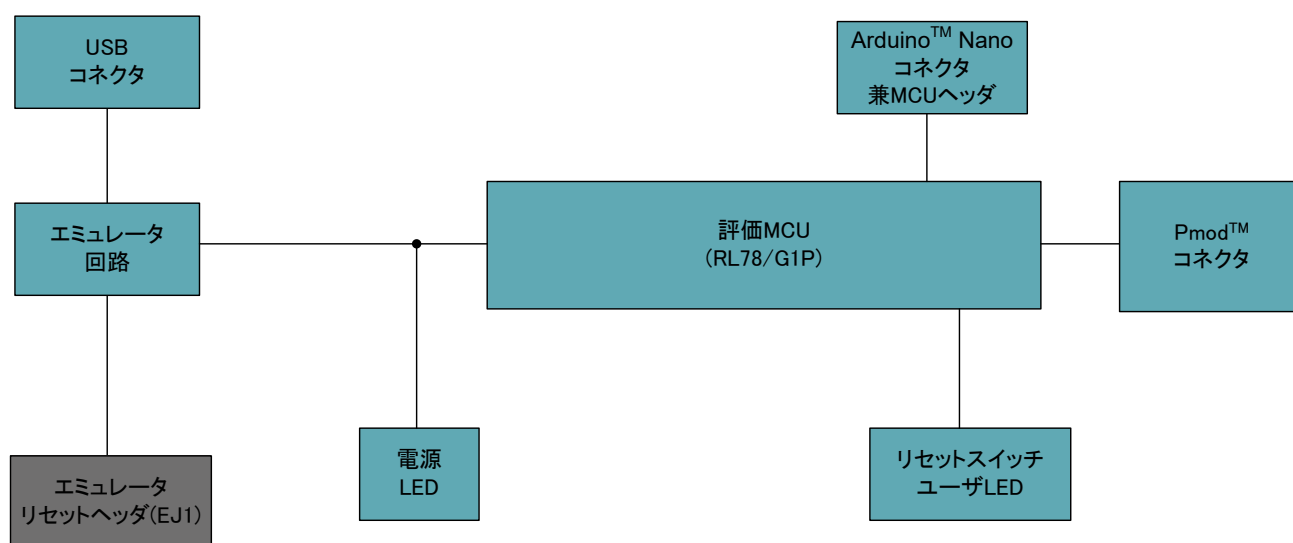 USB
コネクタ
Arduino™ Nano
コネクタ
兼MCUヘッダ
エミュレータ
回路
評価MCU
(RL78/G1P)
Pmod™
コネクタ
電源
LED
リセットスイッチ
ユーザLED
エミュレータ
リセットヘッダ(EJ1)